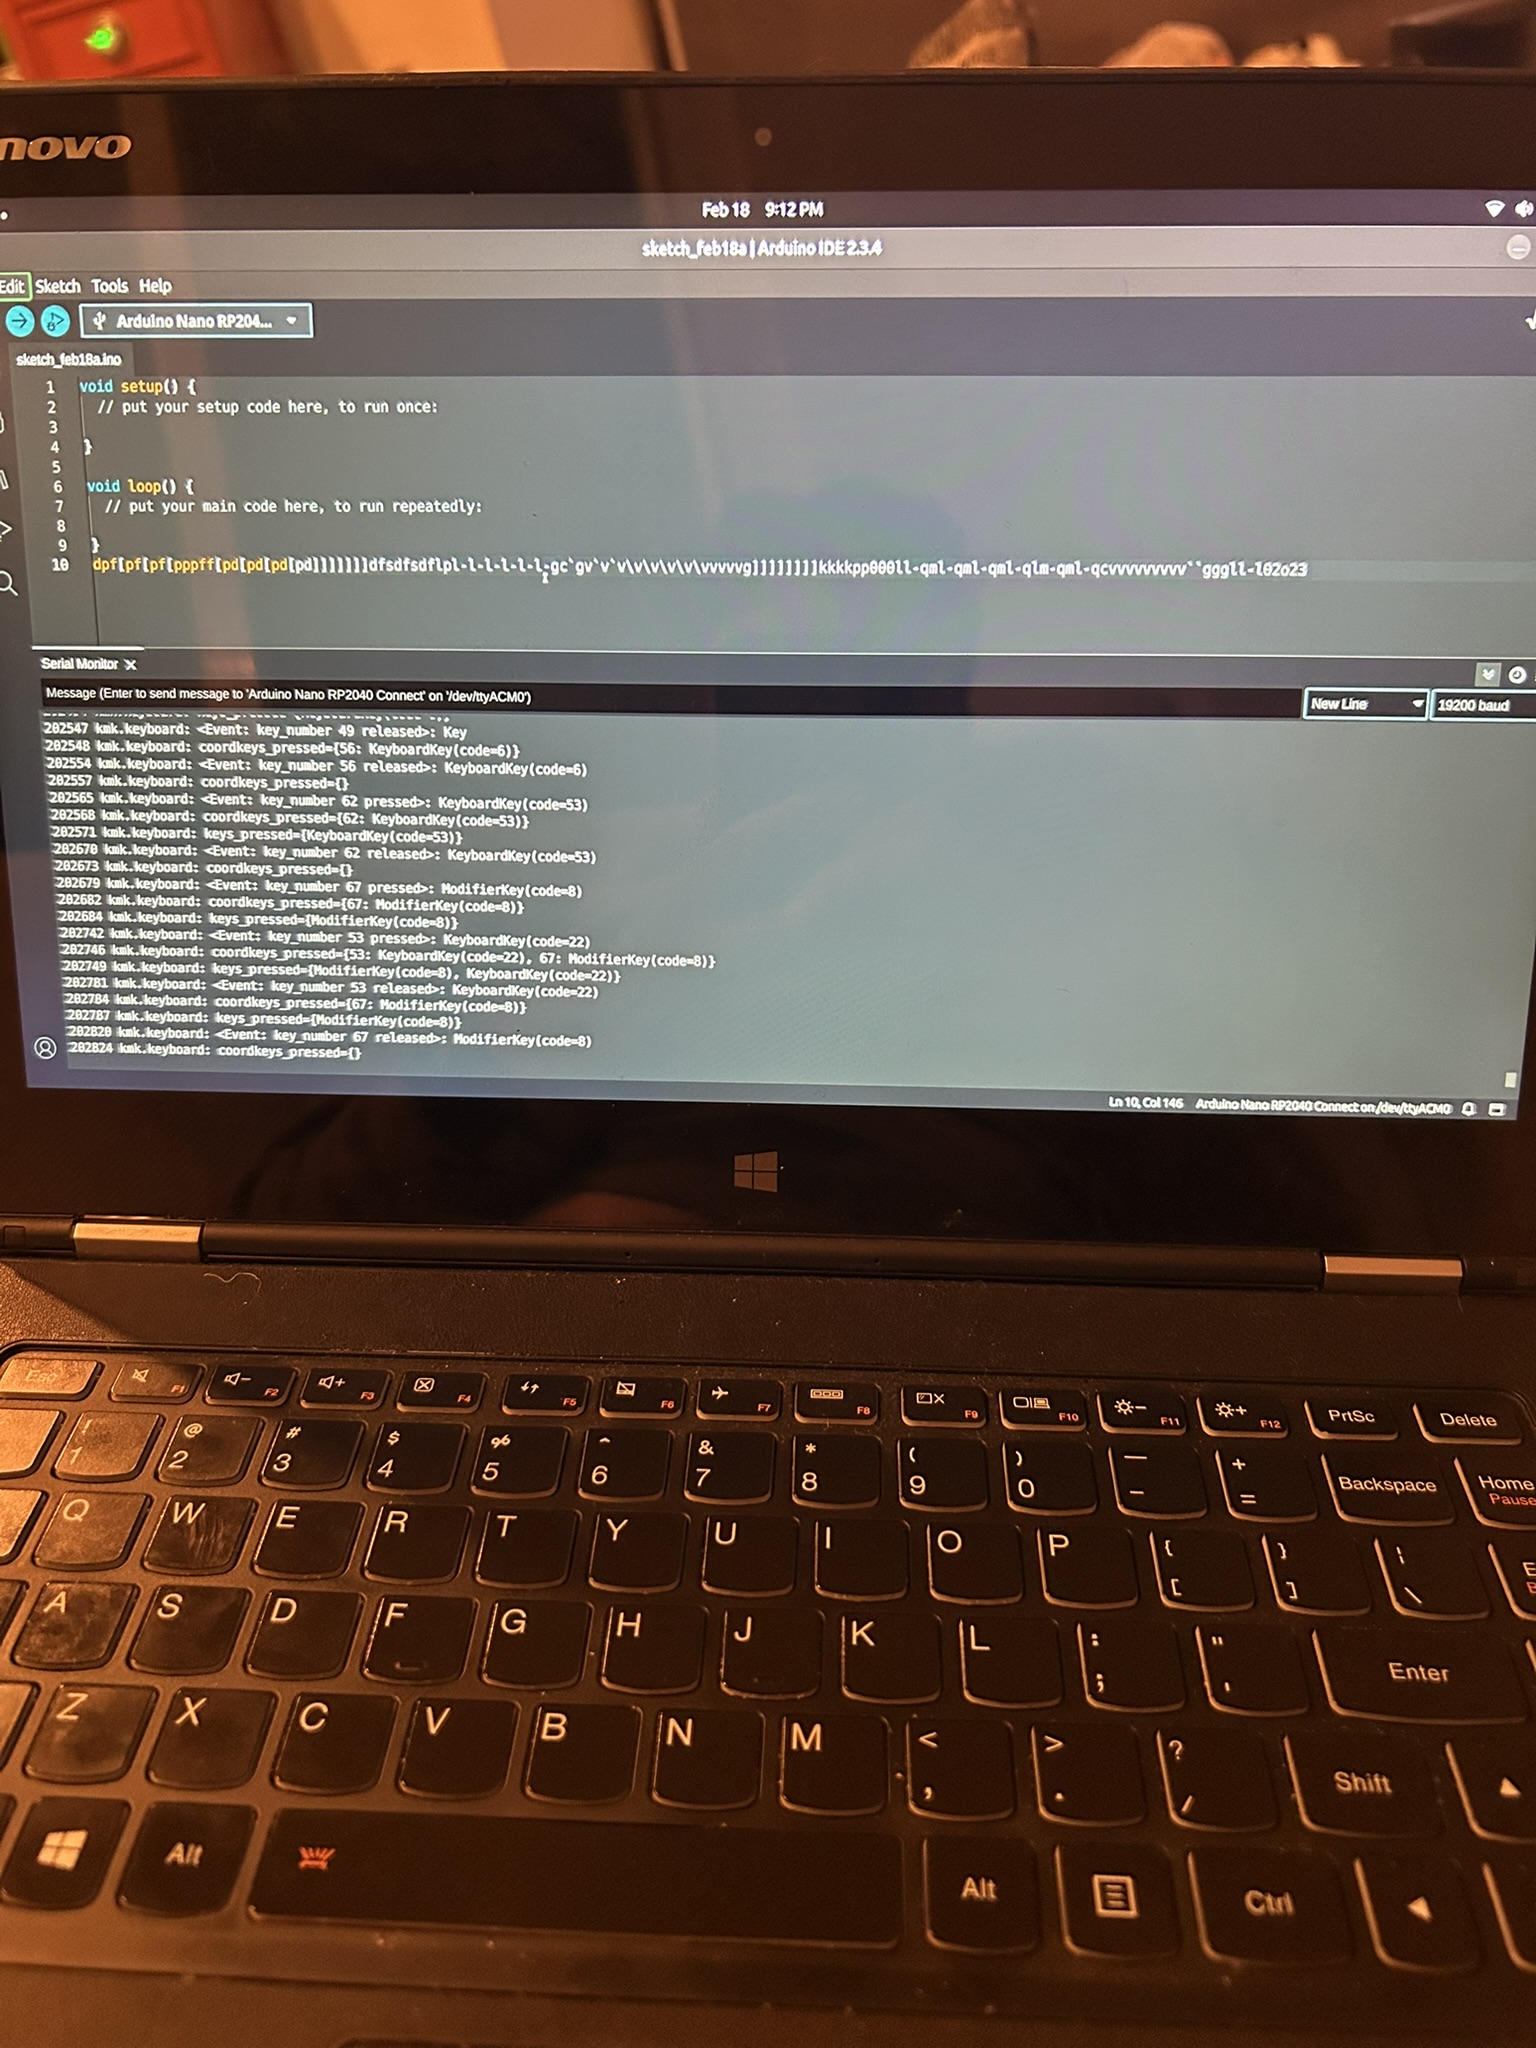 novo
Feb 18 9:12 PM
sketch_feb18a | Arduino IDE 2.3.4
Edit Sketch Tools Help
Arduino Nano RP204...
sketch_feb18a.ino
1 void setup() {
2 // put your setup code here, to run once:
3
4 }
5
6 void loop() {
7 // put your main code here, to run repeatedly:
8
9 }
10
Serial Monitor
Message (Enter to send message to 'Arduino Nano RP2040 Connect' on '/dev/ttyACM0')
New Line 19200 baud
202547 kmk.keyboard: <Event: key_number 49 released>: Key
202548 kmk.keyboard: coordkeys_pressed={56: KeyboardKey(code=6)}
202554 kmk.keyboard: <Event: key_number 56 released>: KeyboardKey(code=6)
202557 kmk.keyboard: coordkeys_pressed={}
202565 kmk.keyboard: <Event: key_number 62 pressed>: KeyboardKey(code=53)
202568 kmk.keyboard: coordkeys_pressed={62: KeyboardKey(code=53)}
202571 kmk.keyboard: keys_pressed={KeyboardKey(code=53)}
202670 kmk.keyboard: <Event: key_number 62 released>: KeyboardKey(code=53)
202673 kmk.keyboard: coordkeys_pressed={}
202679 kmk.keyboard: <Event: key_number 67 pressed>: ModifierKey(code=8)
202682 kmk.keyboard: coordkeys_pressed={67: ModifierKey(code=8)}
202684 kmk.keyboard: keys_pressed={ModifierKey(code=8)}
202742 kmk.keyboard: <Event: key_number 53 pressed>: KeyboardKey(code=22)
202746 kmk.keyboard: coordkeys_pressed={53: KeyboardKey(code=22), 67: ModifierKey(code=8)}
202749 kmk.keyboard: keys_pressed={ModifierKey(code=8), KeyboardKey(code=22)}
202781 kmk.keyboard: <Event: key_number 53 released>: KeyboardKey(code=22)
202784 kmk.keyboard: coordkeys_pressed={67: ModifierKey(code=8)}
202787 kmk.keyboard: keys_pressed={ModifierKey(code=8)}
202820 kmk.keyboard: <Event: key_number 67 released>: ModifierKey(code=8)
202824 kmk.keyboard: coordkeys_pressed={}
Ln 10, Col 146 Arduino Nano RP2040 Connect on /dev/ttyACM0
Esc F1 F2 F3 F4 F5 F6 F7 F8 F9 F10 F11 F12 PrtSc Delete
! 1 @ 2 # 3 $ 4 % 5 ^ 6 & 7 * 8 ( 9 ) 0 — - + = Backspace Home Pause
Q W E R T Y U I O P { [ } ] ¦ \
A S D F G H J K L : ; " ' Enter
Z X C V B N M < , > . ? / Shift
Alt Alt Ctrl